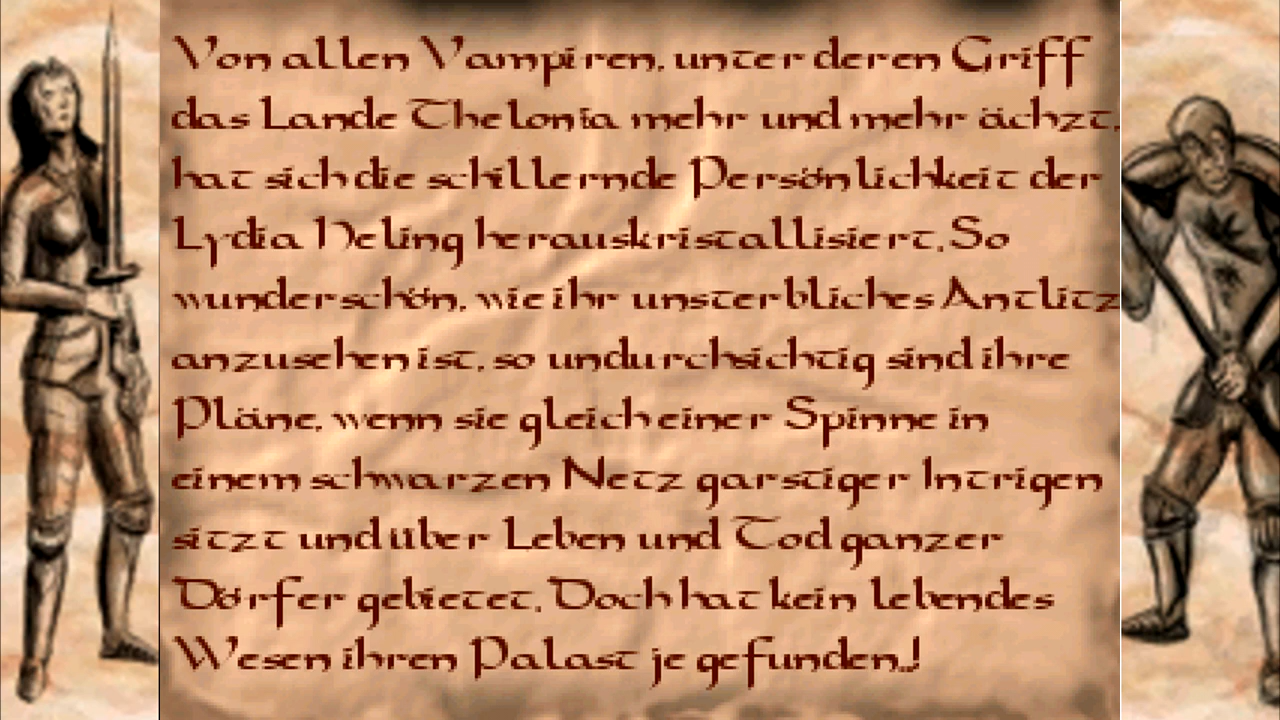 Von allen Vampiren, unter deren Griff
das Lande Thelonia mehr und mehr ächzt,
hat sich die schillernde Persönlichkeit der
Lydia Heling herauskristallisiert. So
wunderschön, wie ihr unsterbliches Antlitz
anzusehen ist, so undurchsichtig sind ihre
Pläne, wenn sie gleich einer Spinne in
einem schwarzen Netz garstiger Intrigen
sitzt und über Leben und Tod ganzer
Dörfer gebietet. Doch hat kein lebendes
Wesen ihren Palast je gefunden..!